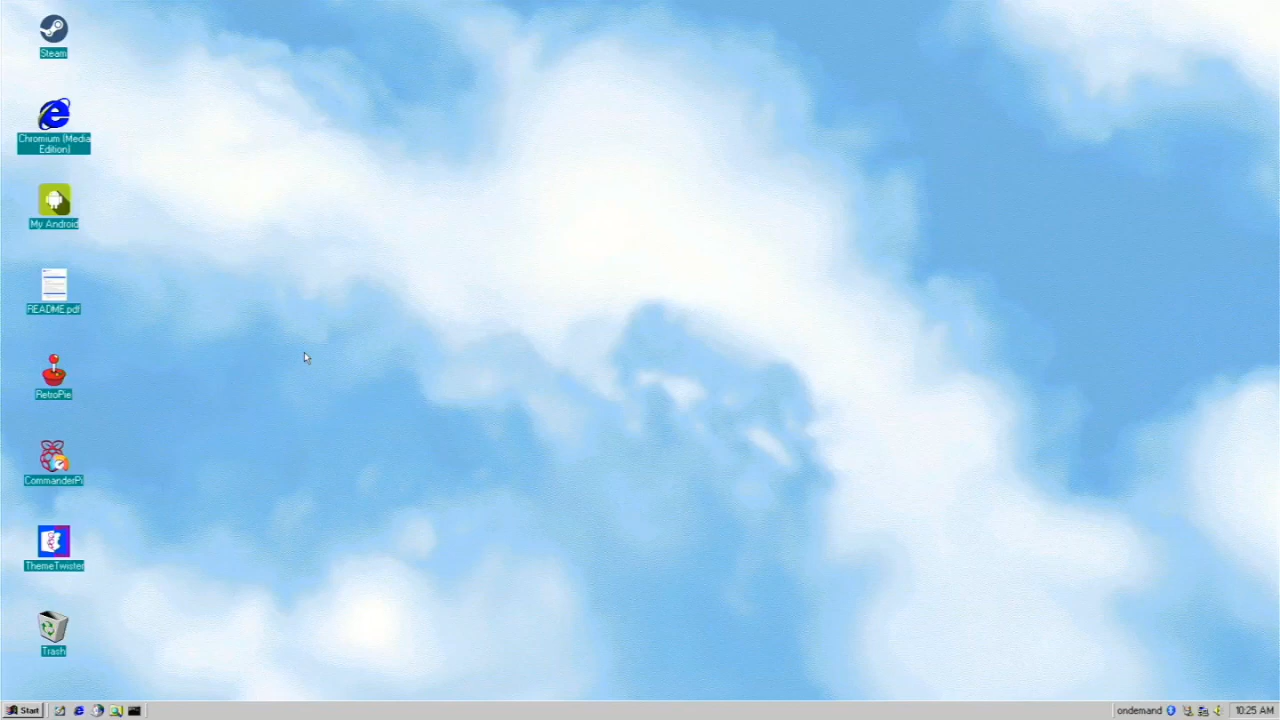 Steam
Chromium (Media
Edition)
My Android
README.pdf
RetroPie
CommanderPi
ThemeTwister
Trash
Start
ondemand
10:25 AM